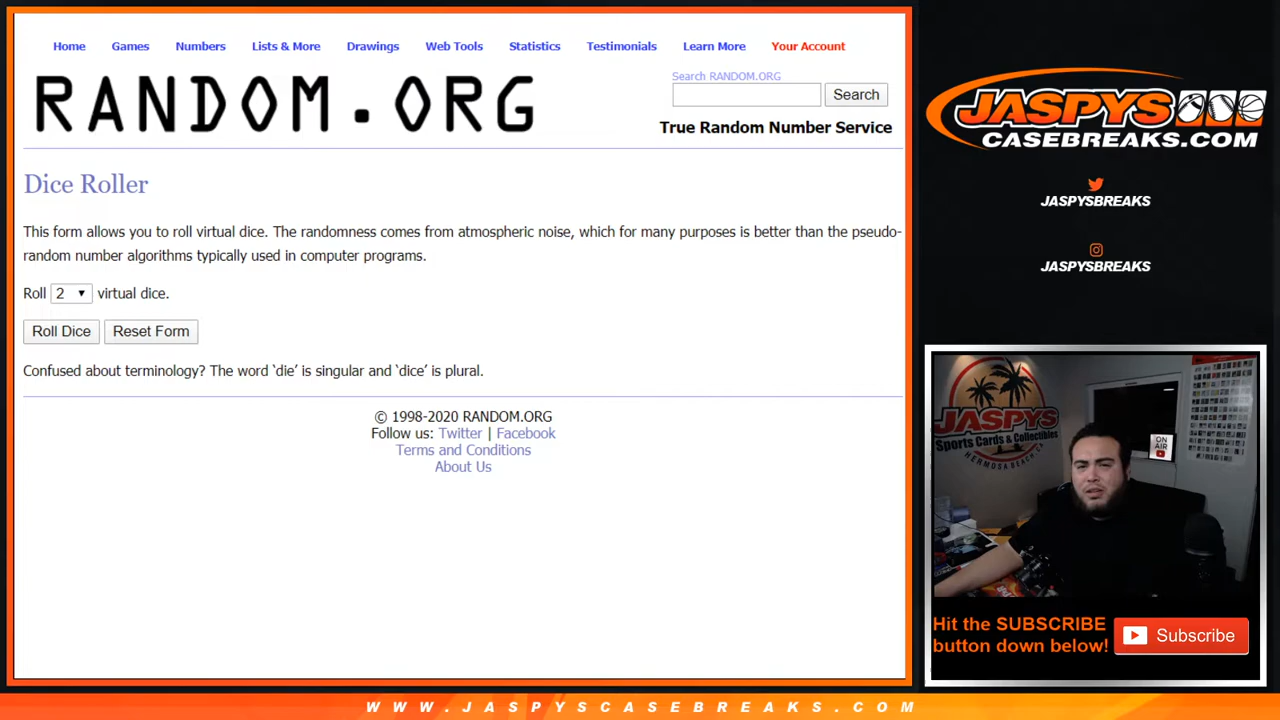 Home Games Numbers Lists & More Drawings Web Tools Statistics Testimonials Learn More Your Account
RANDOM.ORG
Search RANDOM.ORG
Search
True Random Number Service
Dice Roller
This form allows you to roll virtual dice. The randomness comes from atmospheric noise, which for many purposes is better than the pseudo-
random number algorithms typically used in computer programs.
Roll 2 virtual dice.
Roll Dice Reset Form
Confused about terminology? The word ‘die’ is singular and ‘dice’ is plural.
© 1998-2020 RANDOM.ORG
Follow us: Twitter | Facebook
Terms and Conditions
About Us
JASPYS
CASEBREAKS.COM
JASPYSBREAKS
JASPYSBREAKS
JASPYS
Sports Cards & Collectibles
HERMOSA BEACH, CA
ON
AIR
Hit the SUBSCRIBE
button down below!
Subscribe
WWW.JASPYSCASEBREAKS.COM